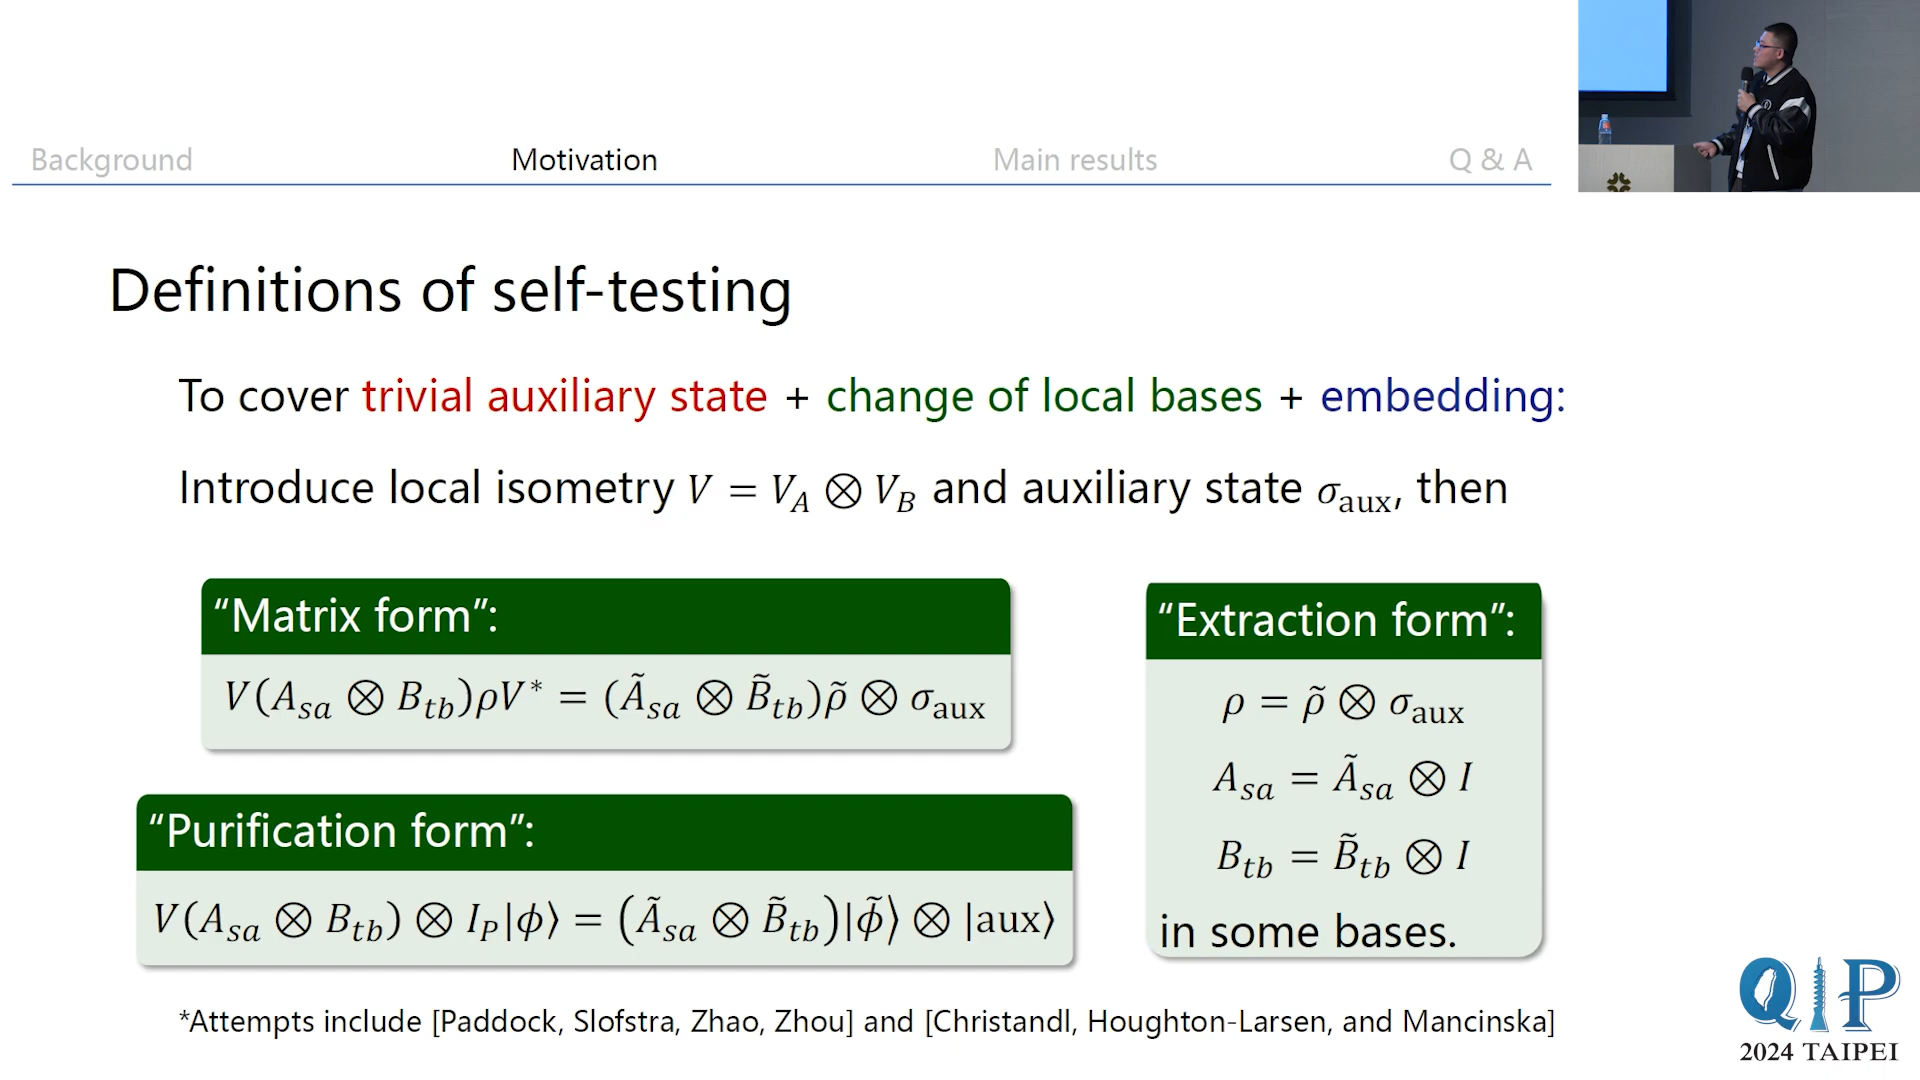 Background Motivation Main results Q & A
Definitions of self-testing
To cover trivial auxiliary state + change of local bases + embedding:
Introduce local isometry V = V_A ⊗ V_B and auxiliary state σ_aux, then
“Matrix form”:
V(A_sa ⊗ B_tb)ρV* = (Ã_sa ⊗ B̃_tb)ρ̃ ⊗ σ_aux
“Purification form”:
V(A_sa ⊗ B_tb) ⊗ I_P|ϕ⟩ = (Ã_sa ⊗ B̃_tb)|ϕ̃⟩ ⊗ |aux⟩
“Extraction form”:
ρ = ρ̃ ⊗ σ_aux
A_sa = Ã_sa ⊗ I
B_tb = B̃_tb ⊗ I
in some bases.
*Attempts include [Paddock, Slofstra, Zhao, Zhou] and [Christandl, Houghton-Larsen, and Mancinska]
QIP
2024 TAIPEI